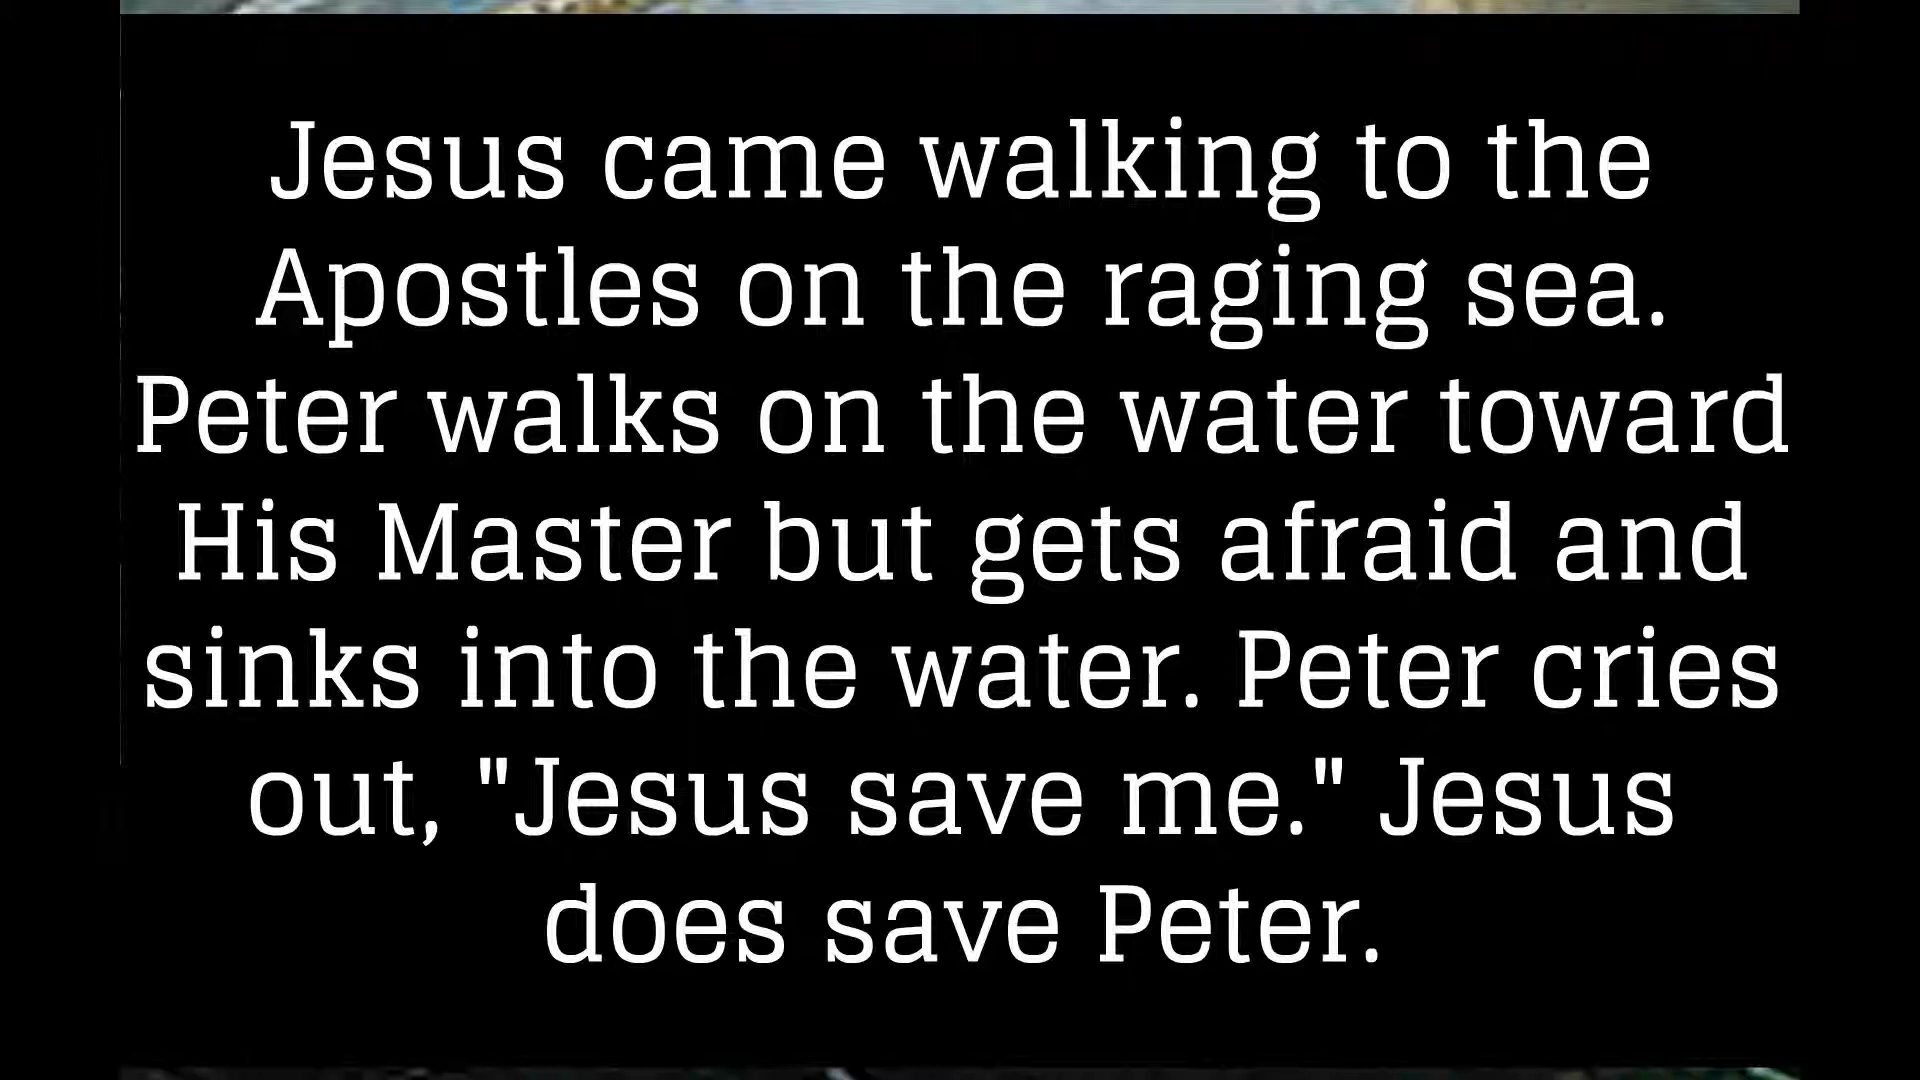 Jesus came walking to the
Apostles on the raging sea.
Peter walks on the water toward
His Master but gets afraid and
sinks into the water. Peter cries
out, "Jesus save me." Jesus
does save Peter.